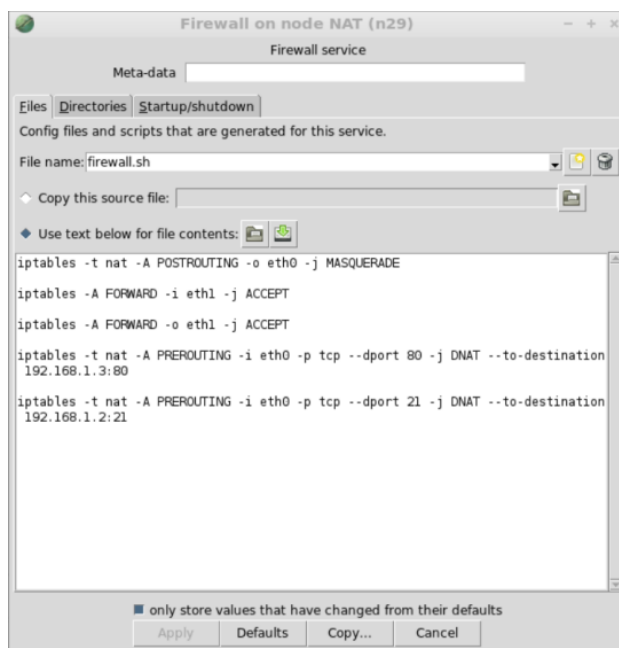 Firewall on node NAT (n29)
Firewall service
Meta-data
Files Directories Startup/shutdown
Config files and scripts that are generated for this service.
File name: firewall.sh
Copy this source file:
Use text below for file contents:
iptables -t nat -A POSTROUTING -o eth0 -j MASQUERADE
iptables -A FORWARD -i eth1 -j ACCEPT
iptables -A FORWARD -o eth1 -j ACCEPT
iptables -t nat -A PREROUTING -i eth0 -p tcp --dport 80 -j DNAT --to-destination
192.168.1.3:80
iptables -t nat -A PREROUTING -i eth0 -p tcp --dport 21 -j DNAT --to-destination
192.168.1.2:21
only store values that have changed from their defaults
Apply Defaults Copy... Cancel